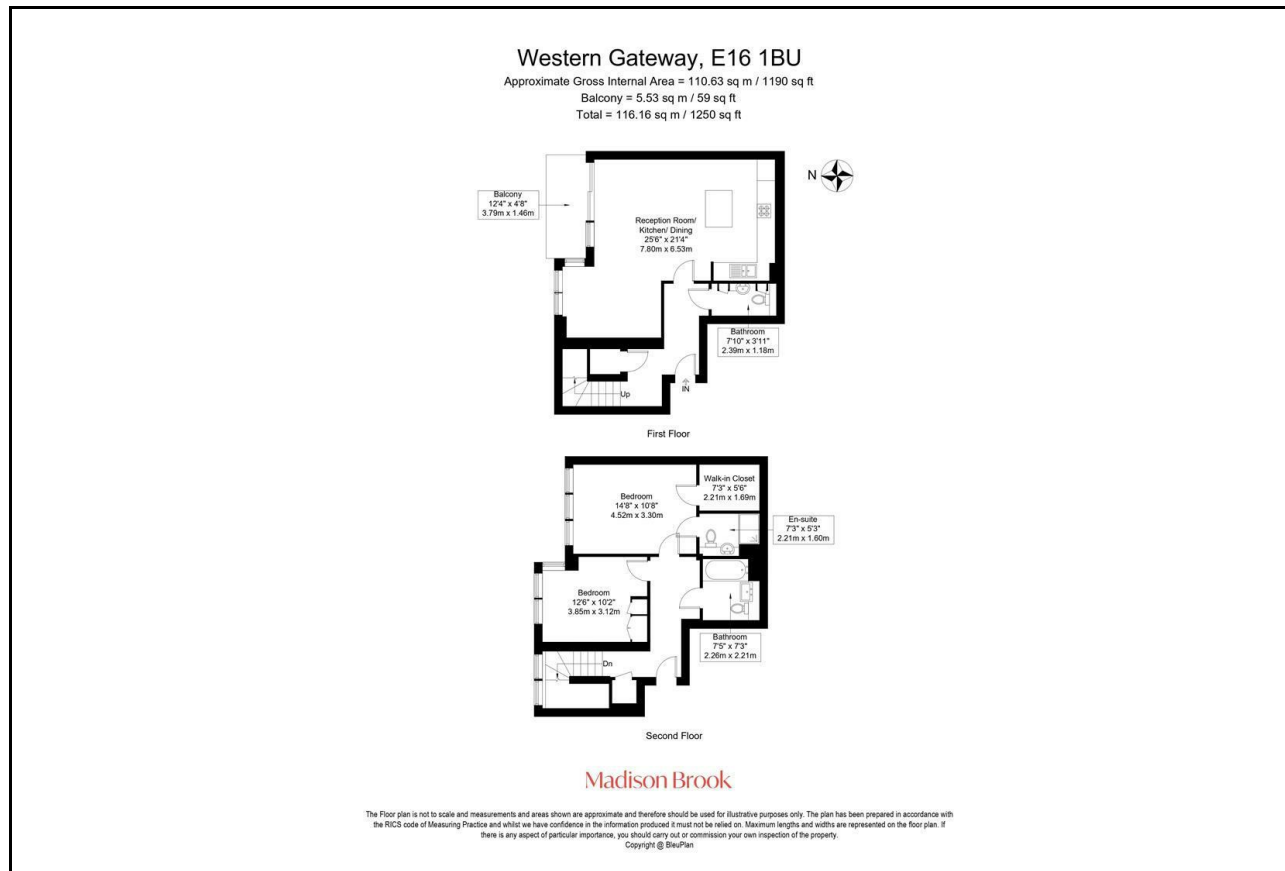 Western Gateway, E16 1BU
Approximate Gross Internal Area = 110.63 sq m / 1190 sq ft
Balcony = 5.53 sq m / 59 sq ft
Total = 116.16 sq m / 1250 sq ft
N
Balcony
12'4" x 4'8"
3.79m x 1.46m
Reception Room/
Kitchen/ Dining
25'6" x 21'4"
7.80m x 6.53m
Bathroom
7'10" x 3'11"
2.39m x 1.18m
Up
IN
First Floor
Walk-in Closet
7'3" x 5'6"
2.21m x 1.69m
Bedroom
14'8" x 10'8"
4.52m x 3.30m
En-suite
7'3" x 5'3"
2.21m x 1.60m
Bedroom
12'6" x 10'2"
3.85m x 3.12m
Bathroom
7'5" x 7'3"
2.26m x 2.21m
Dn
Second Floor
Madison Brook
The Floor plan is not to scale and measurements and areas shown are approximate and therefore should be used for illustrative purposes only. The plan has been prepared in accordance with
the RICS code of Measuring Practice and whilst we have confidence in the information produced it must not be relied on. Maximum lengths and widths are represented on the floor plan. If
there is any aspect of particular importance, you should carry out or commission your own inspection of the property.
Copyright @ BleuPlan